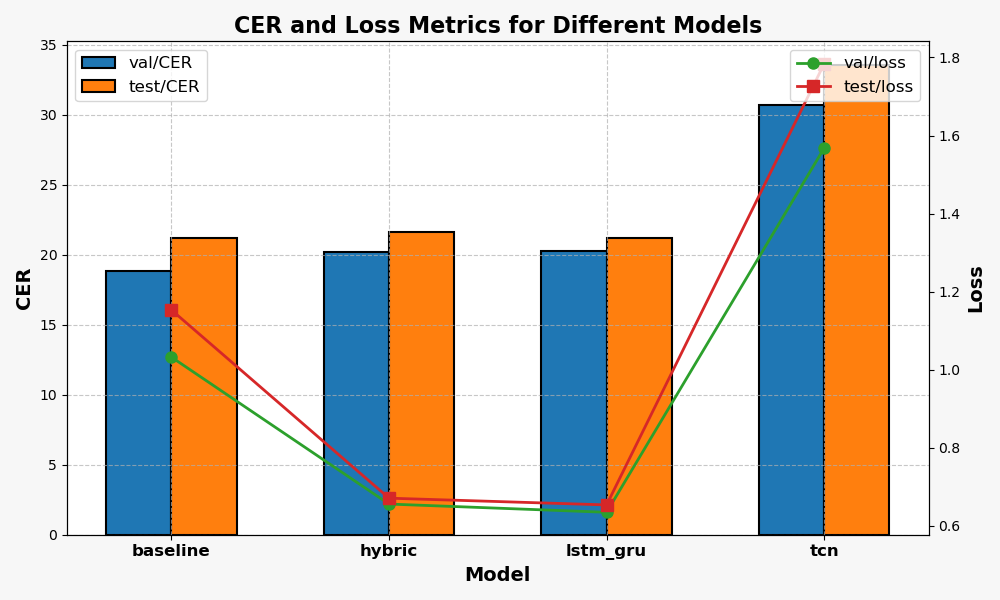 CER and Loss Metrics for Different Models
val/CER
test/CER
val/loss
test/loss
35
30
25
20
15
10
5
0
CER
1.8
1.6
1.4
1.2
1.0
0.8
0.6
Loss
baseline hybric lstm_gru tcn
Model